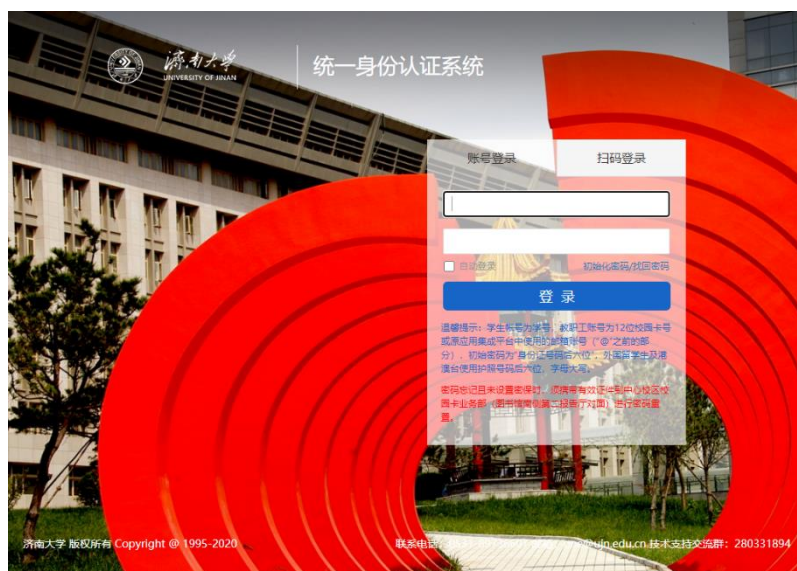 濟南大學
UNIVERSITY OF JINAN
统一身份认证系统
账号登录
扫码登录
自动登录
初始化密码/找回密码
登 录
温馨提示：学生账号为学号，教职工账号为12位校园卡号
或原应用集成平台中使用的邮箱账号（"@"之前的部
分），初始密码为"身份证号码后六位"，外国留学生及港
澳台使用护照号码后六位，字母大写。
密码忘记且未设置密保时，须携带有效证件到中心校区校
园卡业务部（图书馆南侧第二报告厅对面）进行密码重
置。
济南大学 版权所有 Copyright @ 1995-2020
联系电话：
@ujn.edu.cn 技术支持交流群：280331894